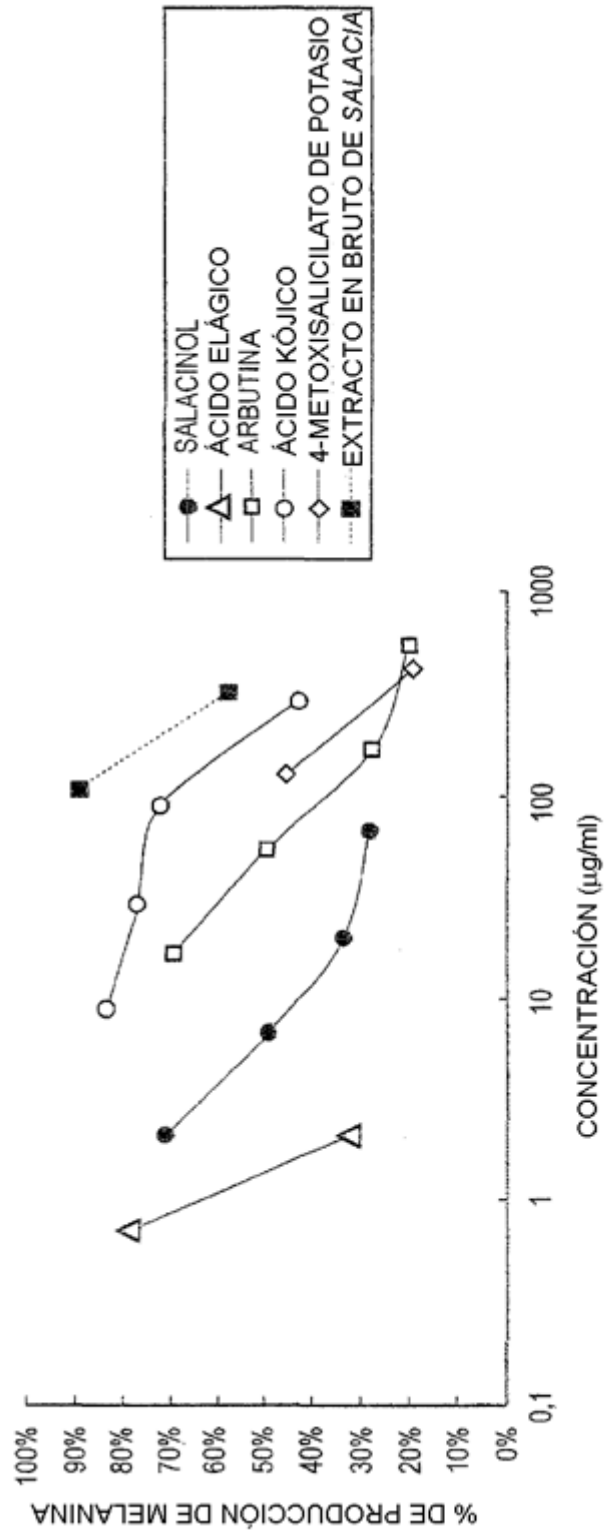 % DE PRODUCCIÓN DE MELANINA
100%
90%
80%
70%
60%
50%
40%
30%
20%
10%
0%
0,1
1
10
100
1000
CONCENTRACIÓN (µg/ml)
SALACINOL
ÁCIDO ELÁGICO
ARBUTINA
ÁCIDO KÓJICO
4-METOXISALICILATO DE POTASIO
EXTRACTO EN BRUTO DE SALACIA